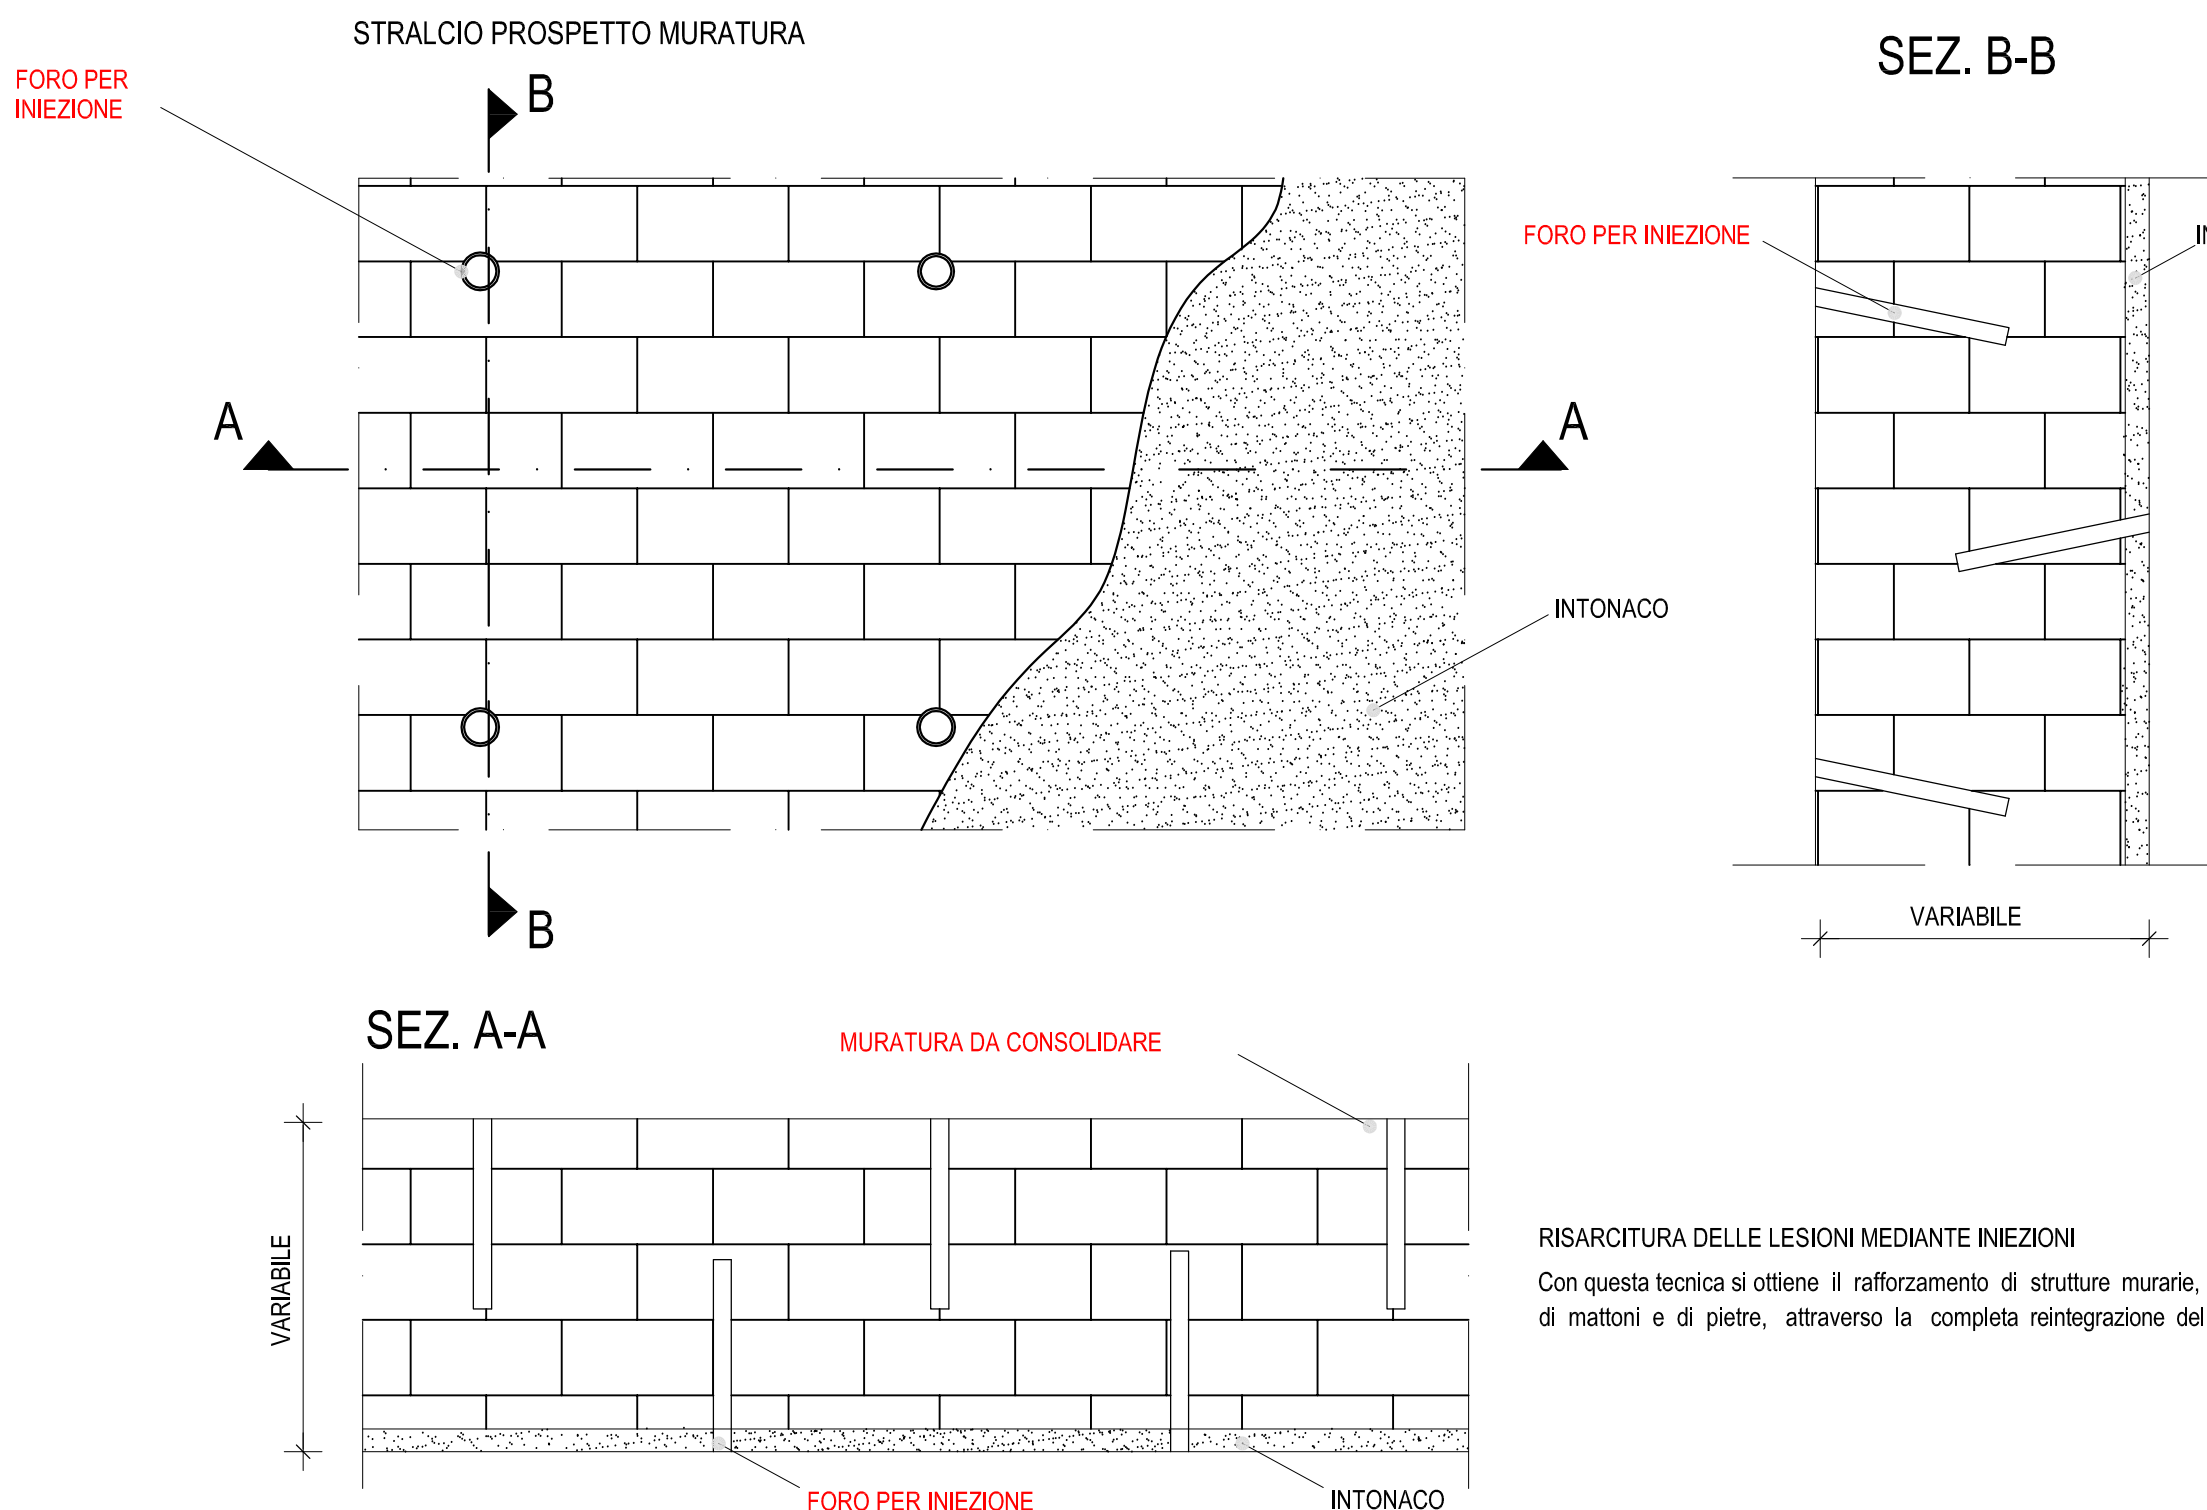 STRALCIO PROSPETTO MURATURA
SEZ. B-B
FORO PER
INIEZIONE
B
FORO PER INIEZIONE
A
A
INTONACO
B
VARIABILE
SEZ. A-A
MURATURA DA CONSOLIDARE
VARIABILE
RISARCITURA DELLE LESIONI MEDIANTE INIEZIONI
Con questa tecnica si ottiene il rafforzamento di strutture murarie,
di mattoni e di pietre, attraverso la completa reintegrazione del
FORO PER INIEZIONE
INTONACO